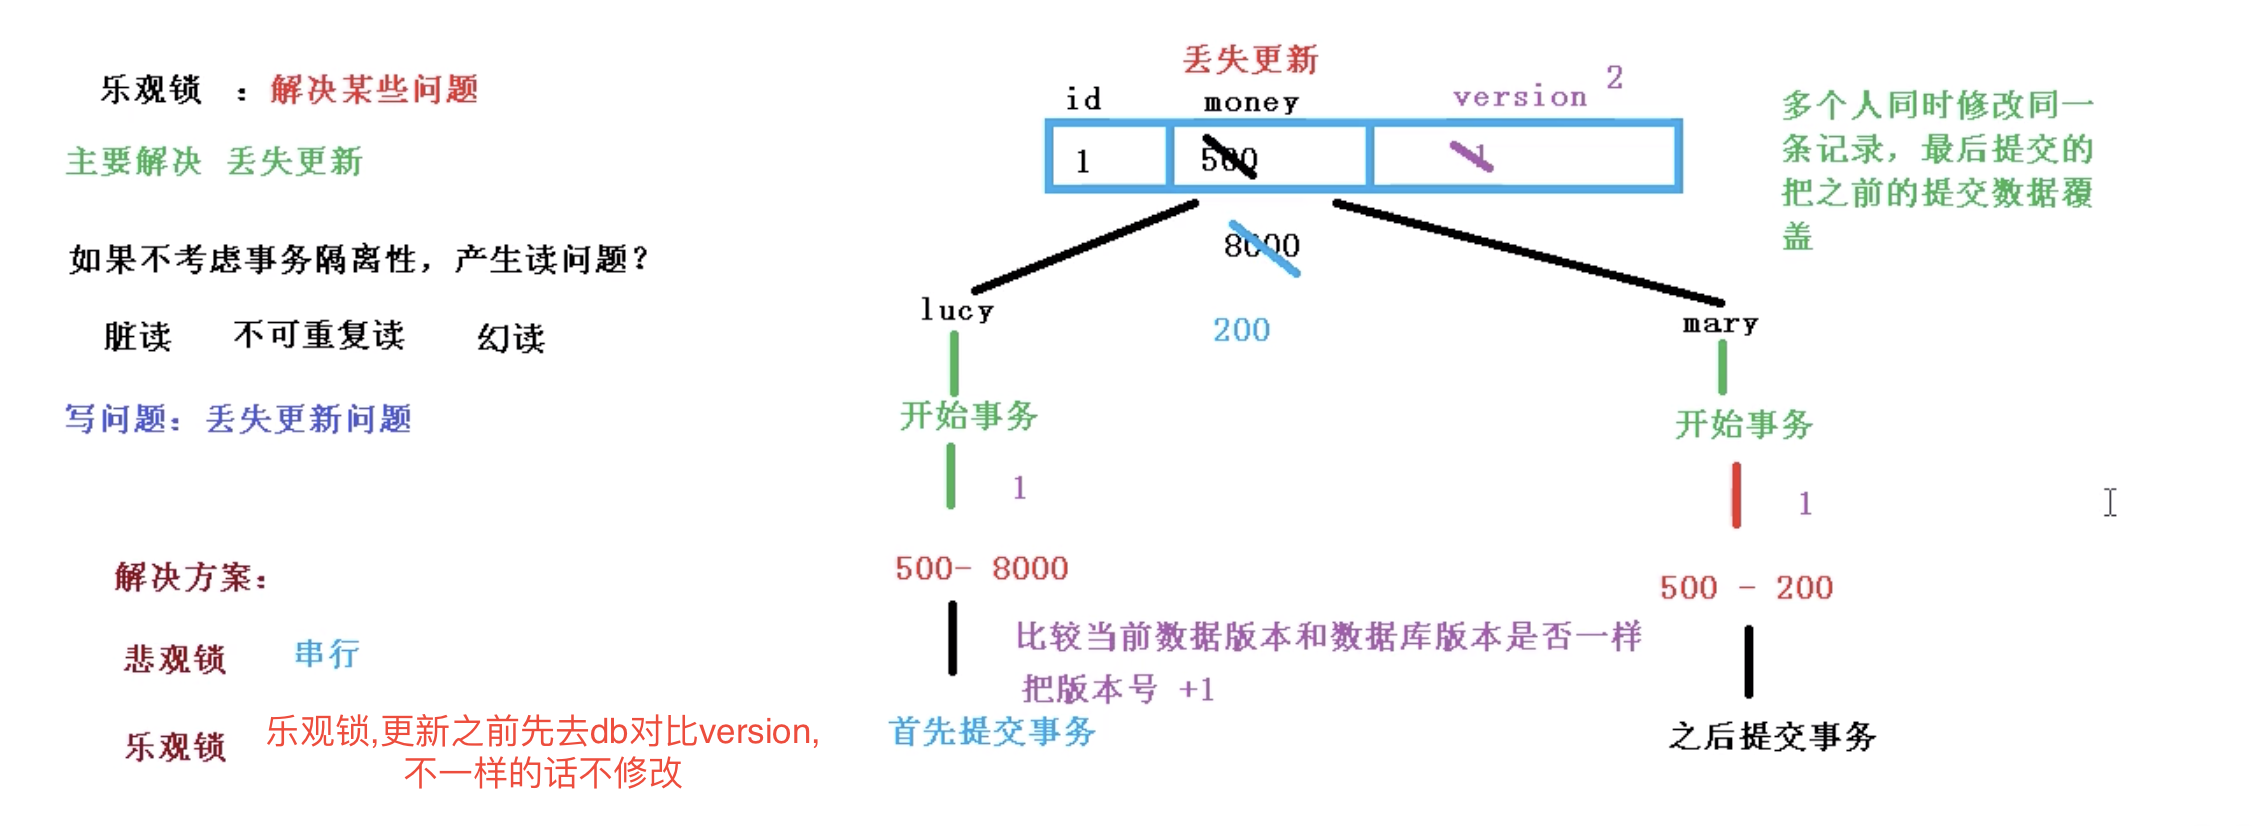 乐观锁 ：解决某些问题
主要解决 丢失更新
如果不考虑事务隔离性，产生读问题？
脏读 不可重复读 幻读
写问题：丢失更新问题
解决方案：
悲观锁 串行
乐观锁 乐观锁,更新之前先去db对比version,
不一样的话不修改
丢失更新
id money version 2
1 500 1
8000
200
lucy
开始事务
1
500- 8000
比较当前数据版本和数据库版本是否一样
把版本号 +1
首先提交事务
mary
开始事务
1
500 - 200
之后提交事务
多个人同时修改同一
条记录，最后提交的
把之前的提交数据覆
盖